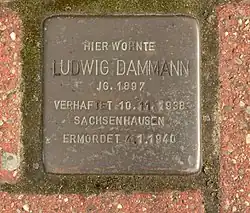 HIER WOHNTE
LUDWIG DAMMANN
JG. 1897
VERHAFTET 10.11.1938
SACHSENHAUSEN
ERMORDET 4.1.1940